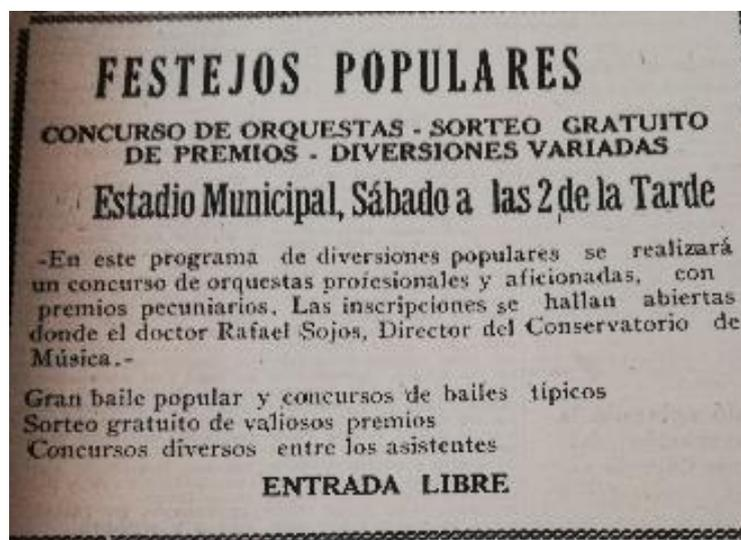 FESTEJOS POPULARES
CONCURSO DE ORQUESTAS - SORTEO GRATUITO
DE PREMIOS - DIVERSIONES VARIADAS
Estadio Municipal, Sábado a las 2 de la Tarde
-En este programa de diversiones populares se realizará
un concurso de orquestas profesionales y aficionadas, con
premios pecuniarios. Las inscripciones se hallan abiertas
donde el doctor Rafael Sojos, Director del Conservatorio de
Música.-
Gran baile popular y concursos de bailes típicos
Sorteo gratuito de valiosos premios
Concursos diversos entre los asistentes
ENTRADA LIBRE